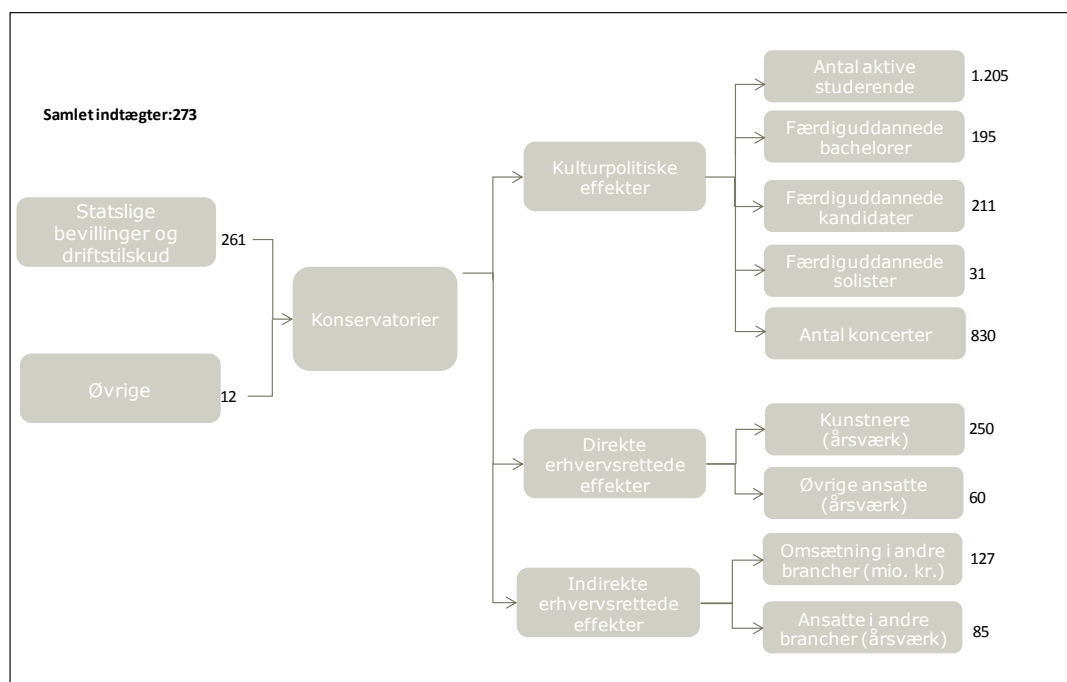 Samlet indtægter:273
Statslige
bevillinger og
driftstilskud
261
Øvrige
12
Konservatorier
Kulturpolitiske
effekter
Antal aktive
studerende
1.205
Færdiguddannede
bachelorer
195
Færdiguddannede
kandidater
211
Færdiguddannede
solister
31
Antal koncerter
830
Direkte
erhvervsrettede
effekter
Kunstnere
(årsværk)
250
Øvrige ansatte
(årsværk)
60
Indirekte
erhvervsrettede
effekter
Omsætning i andre
brancher (mio. kr.)
127
Ansatte i andre
brancher (årsværk)
85